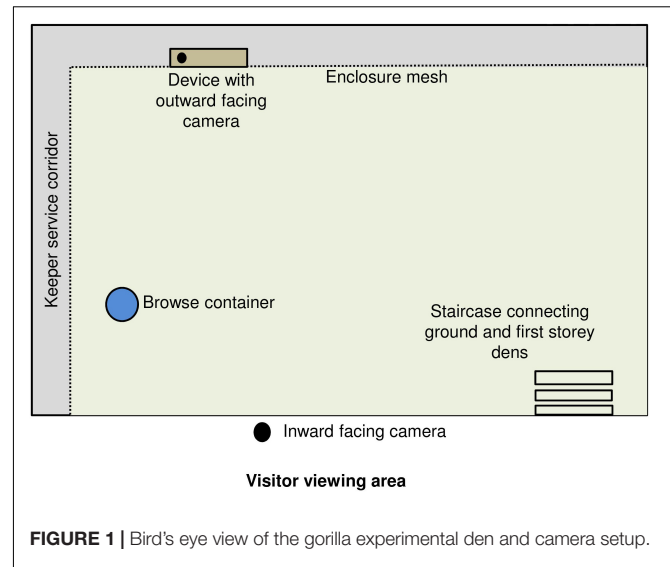 Device with
outward facing
camera
Enclosure mesh
Keeper service corridor
Browse container
Staircase connecting
ground and first storey
dens
Inward facing camera
Visitor viewing area
FIGURE 1 | Bird's eye view of the gorilla experimental den and camera setup.